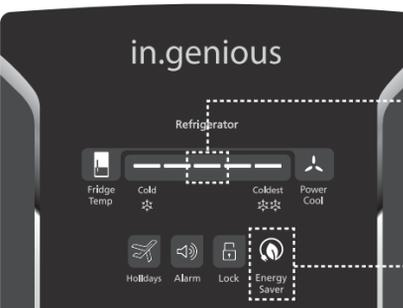 in.genious
Refrigerator
Fridge
Temp
Cold
Coldest
Power
Cool
Holidays
Alarm
Lock
Energy
Saver